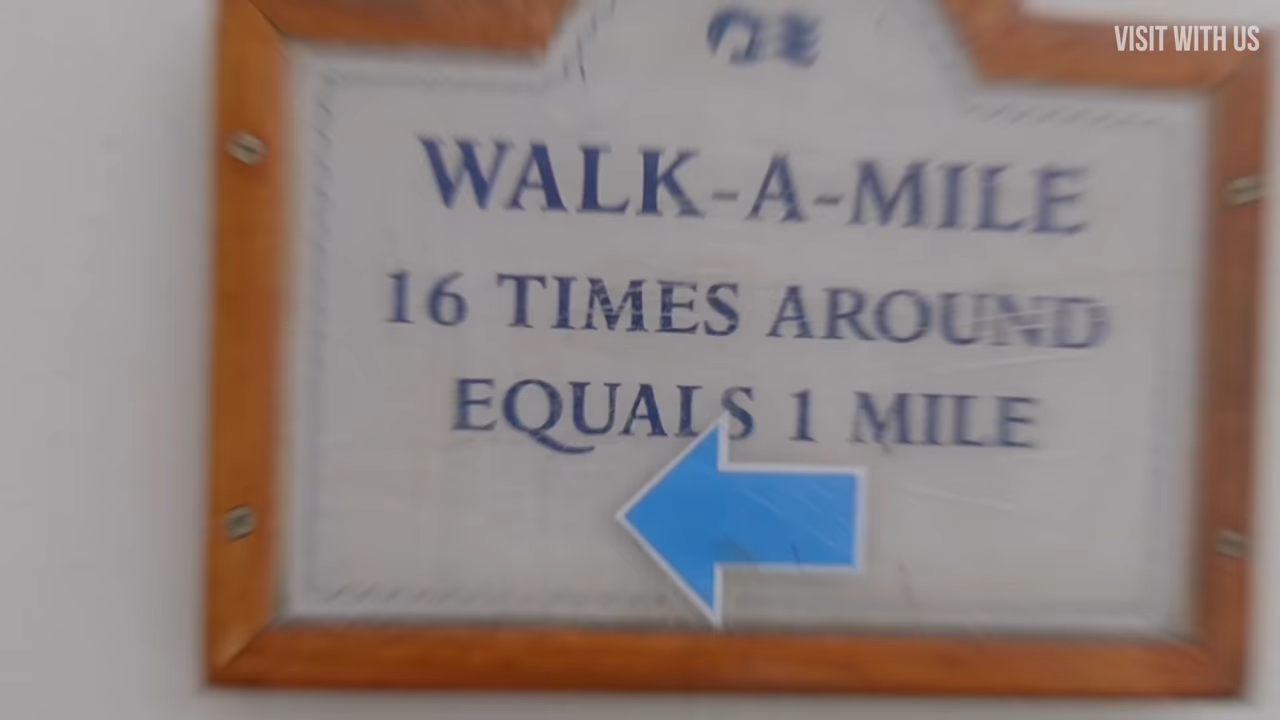 VISIT WITH US
WALK-A-MILE
16 TIMES AROUND
EQUALS 1 MILE